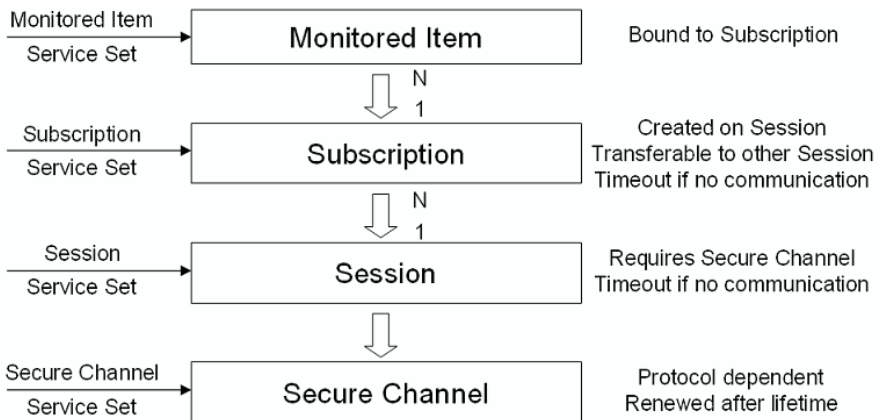 Monitored Item
Service Set
Monitored Item
Bound to Subscription
N
1
Subscription
Service Set
Subscription
Created on Session
Transferable to other Session
Timeout if no communication
N
1
Session
Service Set
Session
Requires Secure Channel
Timeout if no communication
Secure Channel
Service Set
Secure Channel
Protocol dependent
Renewed after lifetime